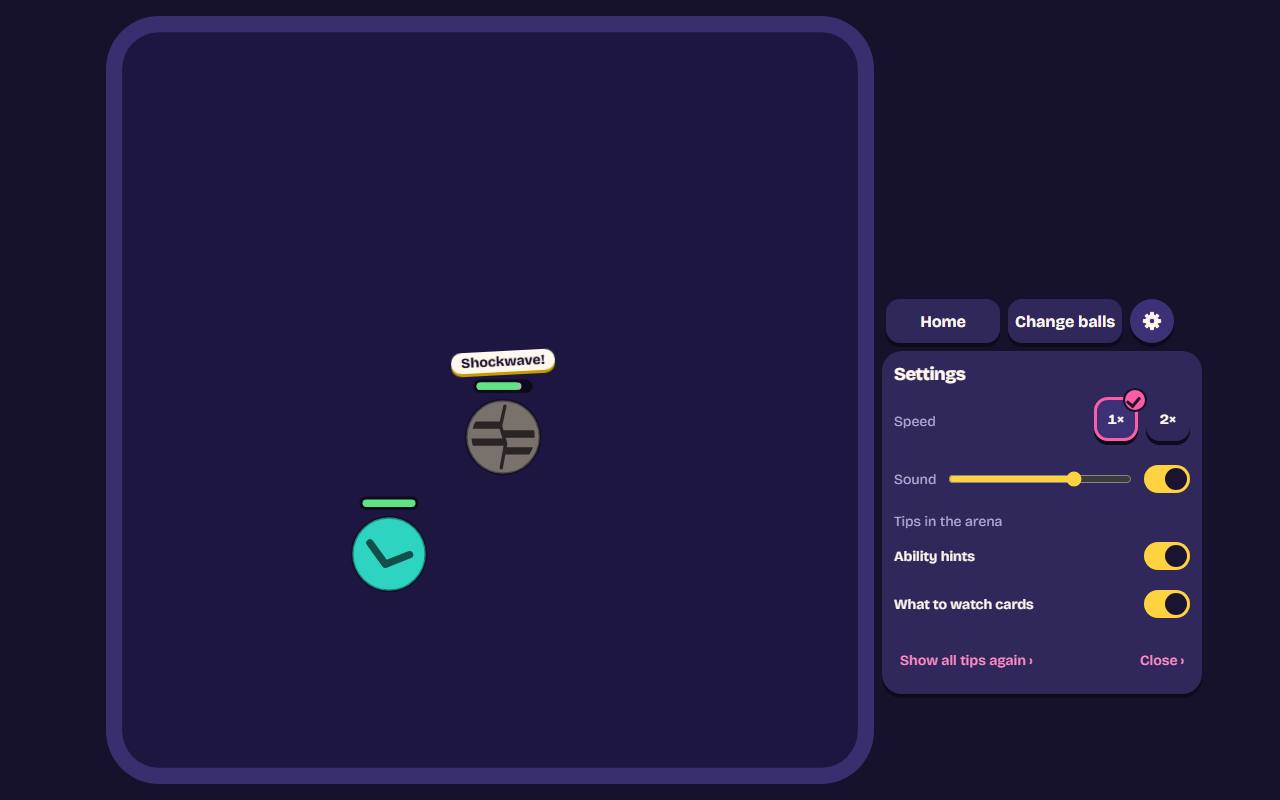 Shockwave!
Home
Change balls
Settings
Speed
1×
2×
Sound
Tips in the arena
Ability hints
What to watch cards
Show all tips again ›
Close ›